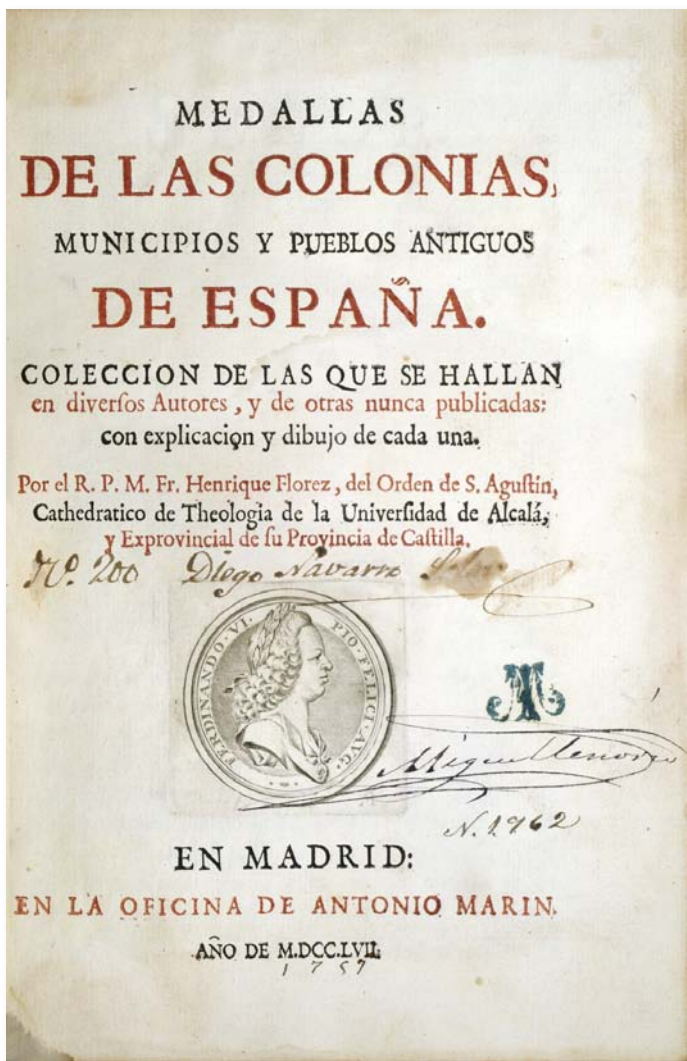 MEDALLAS
DE LAS COLONIAS,
MUNICIPIOS Y PUEBLOS ANTIGUOS
DE ESPAÑA.
COLECCION DE LAS QUE SE HALLAN
en diverſos Autores, y de otras nunca publicadas:
con explicacion y dibujo de cada una.
Por el R. P. M. Fr. Henrique Florez, del Orden de S. Aguſtin,
Cathedratico de Theologia de la Univerſidad de Alcalá,
y Exprovincial de ſu Provincia de Caſtilla.
Nº. 200 Diego Navarro
FERDINANDO·VI· PIO·FELICI·AUG·
Miguel
N. 1962
EN MADRID:
EN LA OFICINA DE ANTONIO MARIN.
AÑO DE M.DCC.LVII.
1757